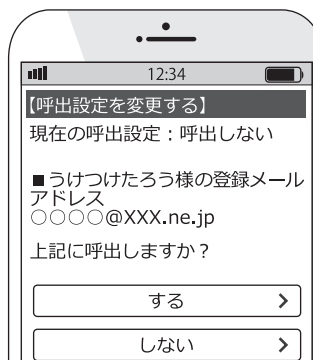 12:34
【呼出設定を変更する】
現在の呼出設定：呼出しない
■うけつけたろう様の登録メール
アドレス
○○○○@XXX.ne.jp
上記に呼出しますか？
する
しない